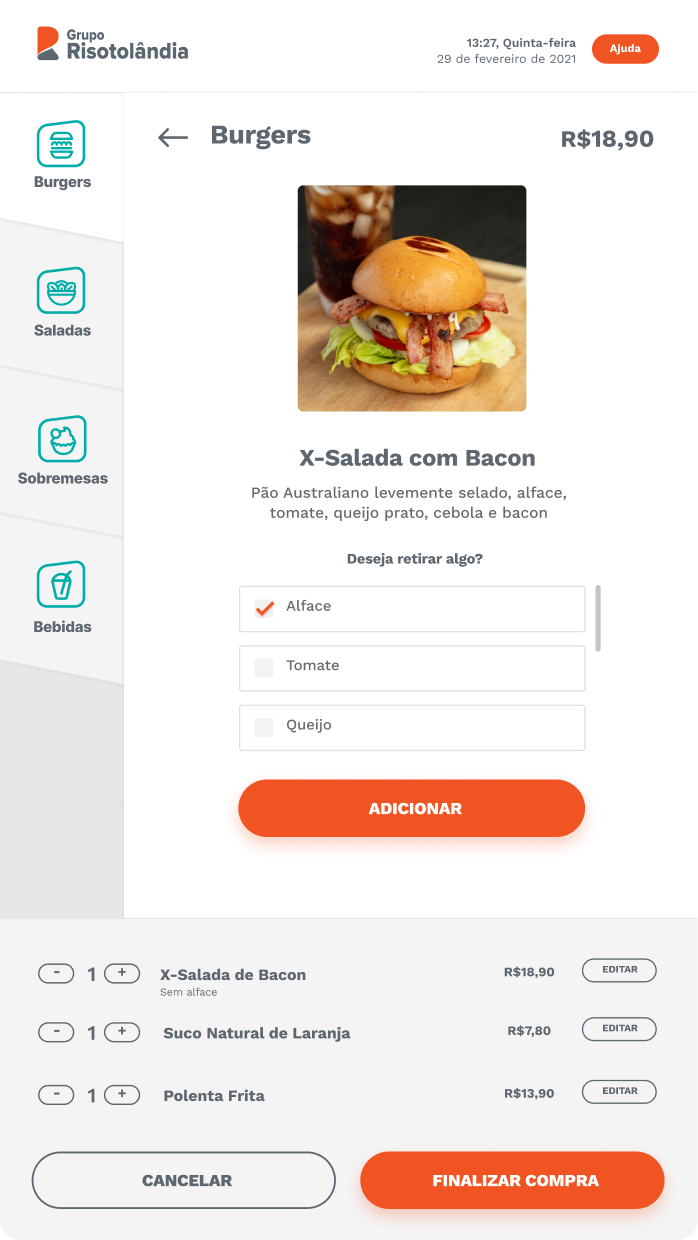 Grupo
Risotolândia
13:27, Quinta-feira
29 de fevereiro de 2021
Ajuda
Burgers
Saladas
Sobremesas
Bebidas
Burgers
R$18,90
X-Salada com Bacon
Pão Australiano levemente selado, alface,
tomate, queijo prato, cebola e bacon
Deseja retirar algo?
Alface
Tomate
Queijo
ADICIONAR
- 1 + X-Salada de Bacon R$18,90 EDITAR
Sem alface
- 1 + Suco Natural de Laranja R$7,80 EDITAR
- 1 + Polenta Frita R$13,90 EDITAR
CANCELAR
FINALIZAR COMPRA